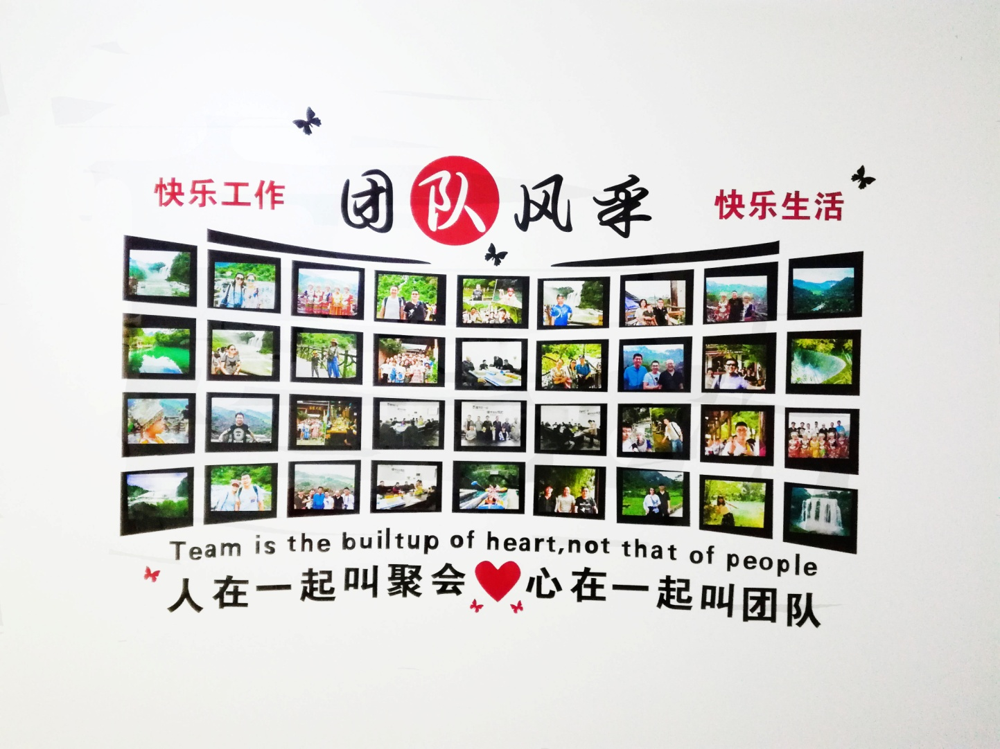 快乐工作
团队风采
快乐生活
Team is the builtup of heart,not that of people
人在一起叫聚会 心在一起叫团队